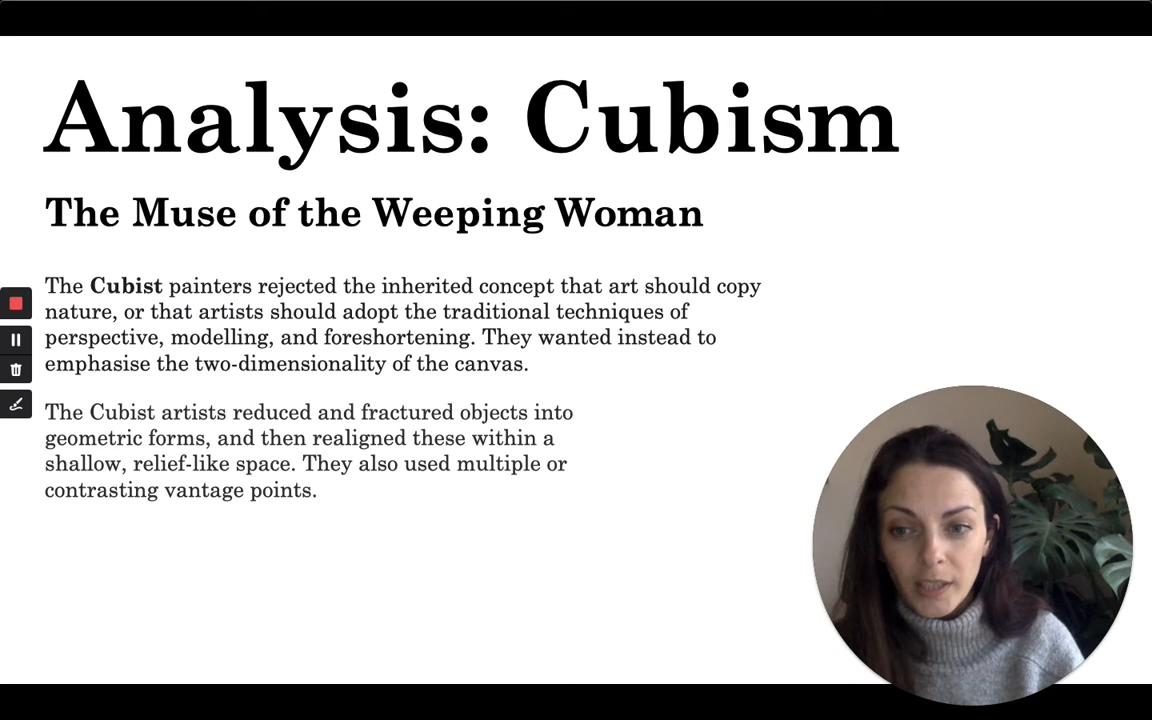 Analysis: Cubism
The Muse of the Weeping Woman
The Cubist painters rejected the inherited concept that art should copy
nature, or that artists should adopt the traditional techniques of
perspective, modelling, and foreshortening. They wanted instead to
emphasise the two-dimensionality of the canvas.
The Cubist artists reduced and fractured objects into
geometric forms, and then realigned these within a
shallow, relief-like space. They also used multiple or
contrasting vantage points.